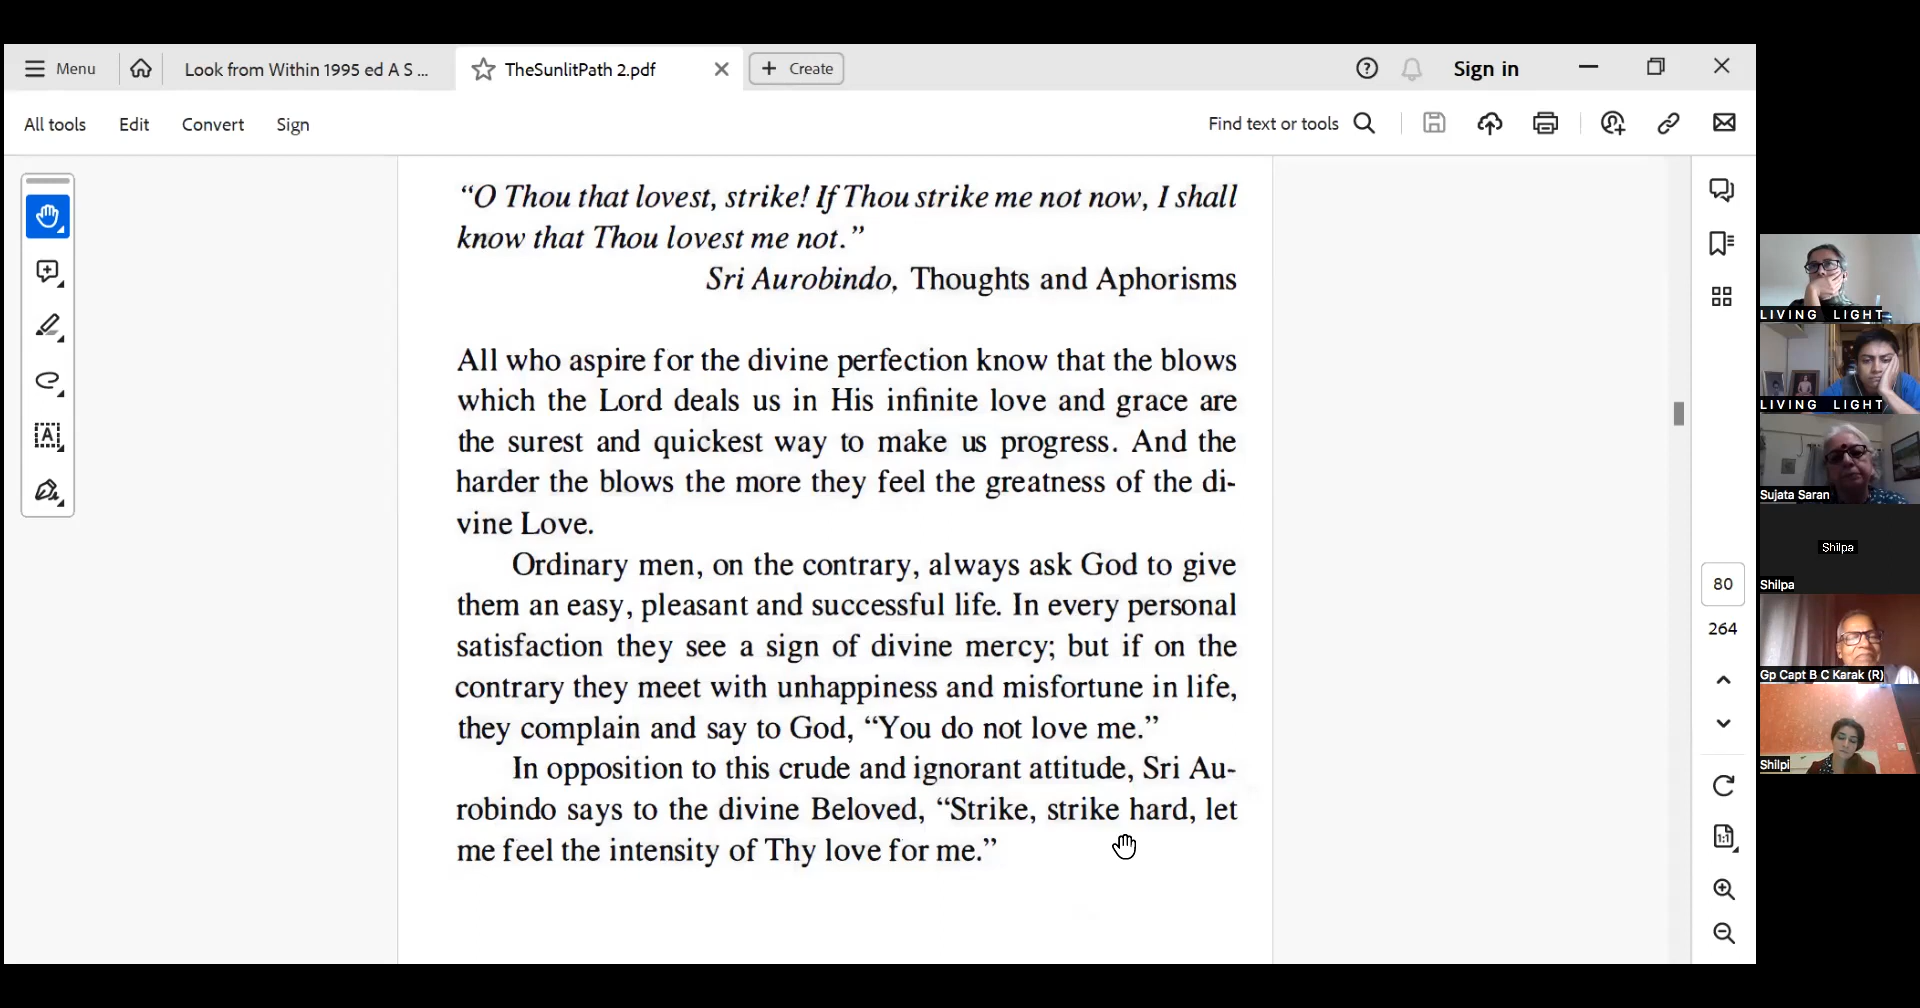 Menu
Look from Within 1995 ed A S ...
TheSunlitPath 2.pdf
Create
Sign in
All tools
Edit
Convert
Sign
Find text or tools
“O Thou that lovest, strike! If Thou strike me not now, I shall
know that Thou lovest me not.”
Sri Aurobindo, Thoughts and Aphorisms
All who aspire for the divine perfection know that the blows
which the Lord deals us in His infinite love and grace are
the surest and quickest way to make us progress. And the
harder the blows the more they feel the greatness of the di-
vine Love.
Ordinary men, on the contrary, always ask God to give
them an easy, pleasant and successful life. In every personal
satisfaction they see a sign of divine mercy; but if on the
contrary they meet with unhappiness and misfortune in life,
they complain and say to God, “You do not love me.”
In opposition to this crude and ignorant attitude, Sri Au-
robindo says to the divine Beloved, “Strike, strike hard, let
me feel the intensity of Thy love for me.”
80
264
1:1
LIVING LIGHT
LIVING LIGHT
Sujata Saran
Shilpa
Shilpa
Gp Capt B C Karak (R)
Shilpi